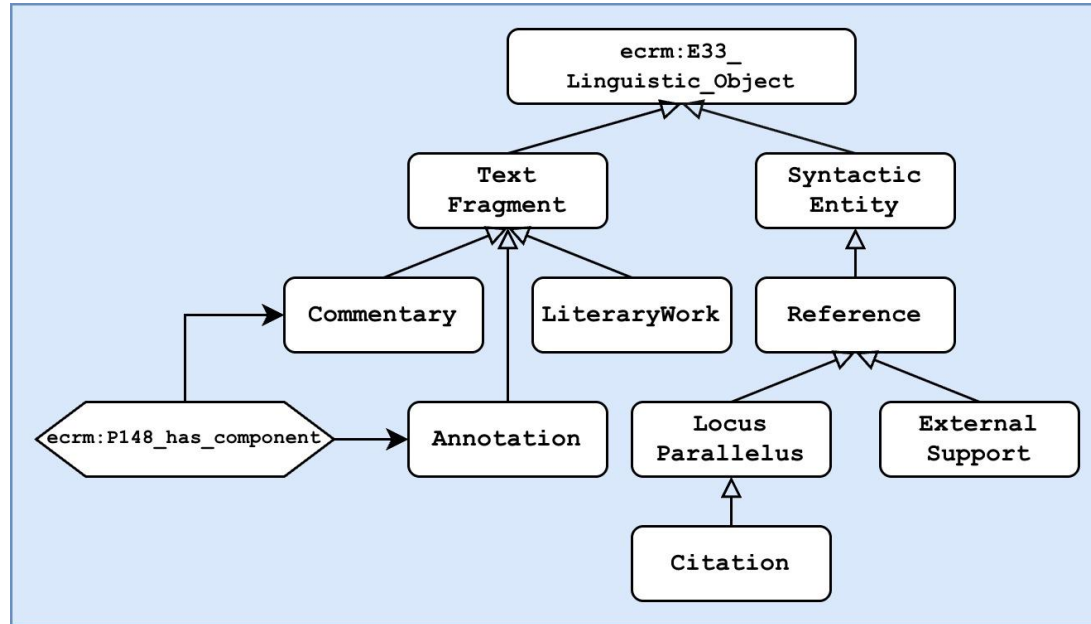 ecrm:E33_
Linguistic_Object
Text
Fragment
Syntactic
Entity
Commentary
LiteraryWork
Reference
ecrm:P148_has_component
Annotation
Locus
Parallelus
External
Support
Citation